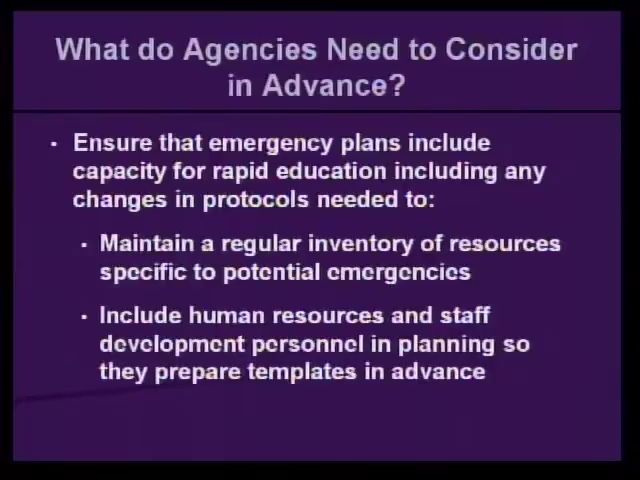 What do Agencies Need to Consider
in Advance?
• Ensure that emergency plans include
capacity for rapid education including any
changes in protocols needed to:
• Maintain a regular inventory of resources
specific to potential emergencies
• Include human resources and staff
development personnel in planning so
they prepare templates in advance